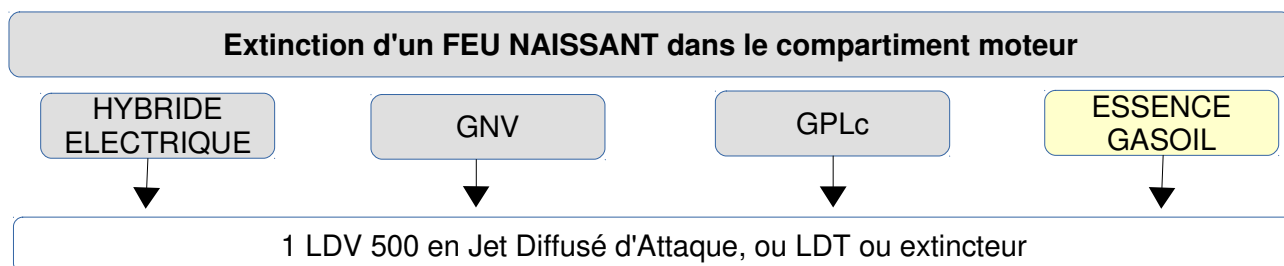 Extinction d'un FEU NAISSANT dans le compartiment moteur
HYBRIDE
ELECTRIQUE
GNV
GPLc
ESSENCE
GASOIL
1 LDV 500 en Jet Diffusé d'Attaque, ou LDT ou extincteur